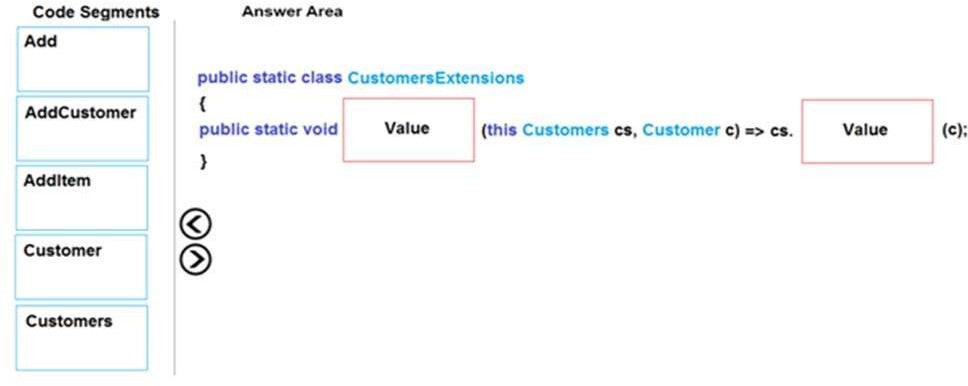 Code Segments
Answer Area
Add
AddCustomer
AddItem
Customer
Customers
public static class CustomersExtensions
{
public static void Value (this Customers cs, Customer c) => cs. Value (c);
}